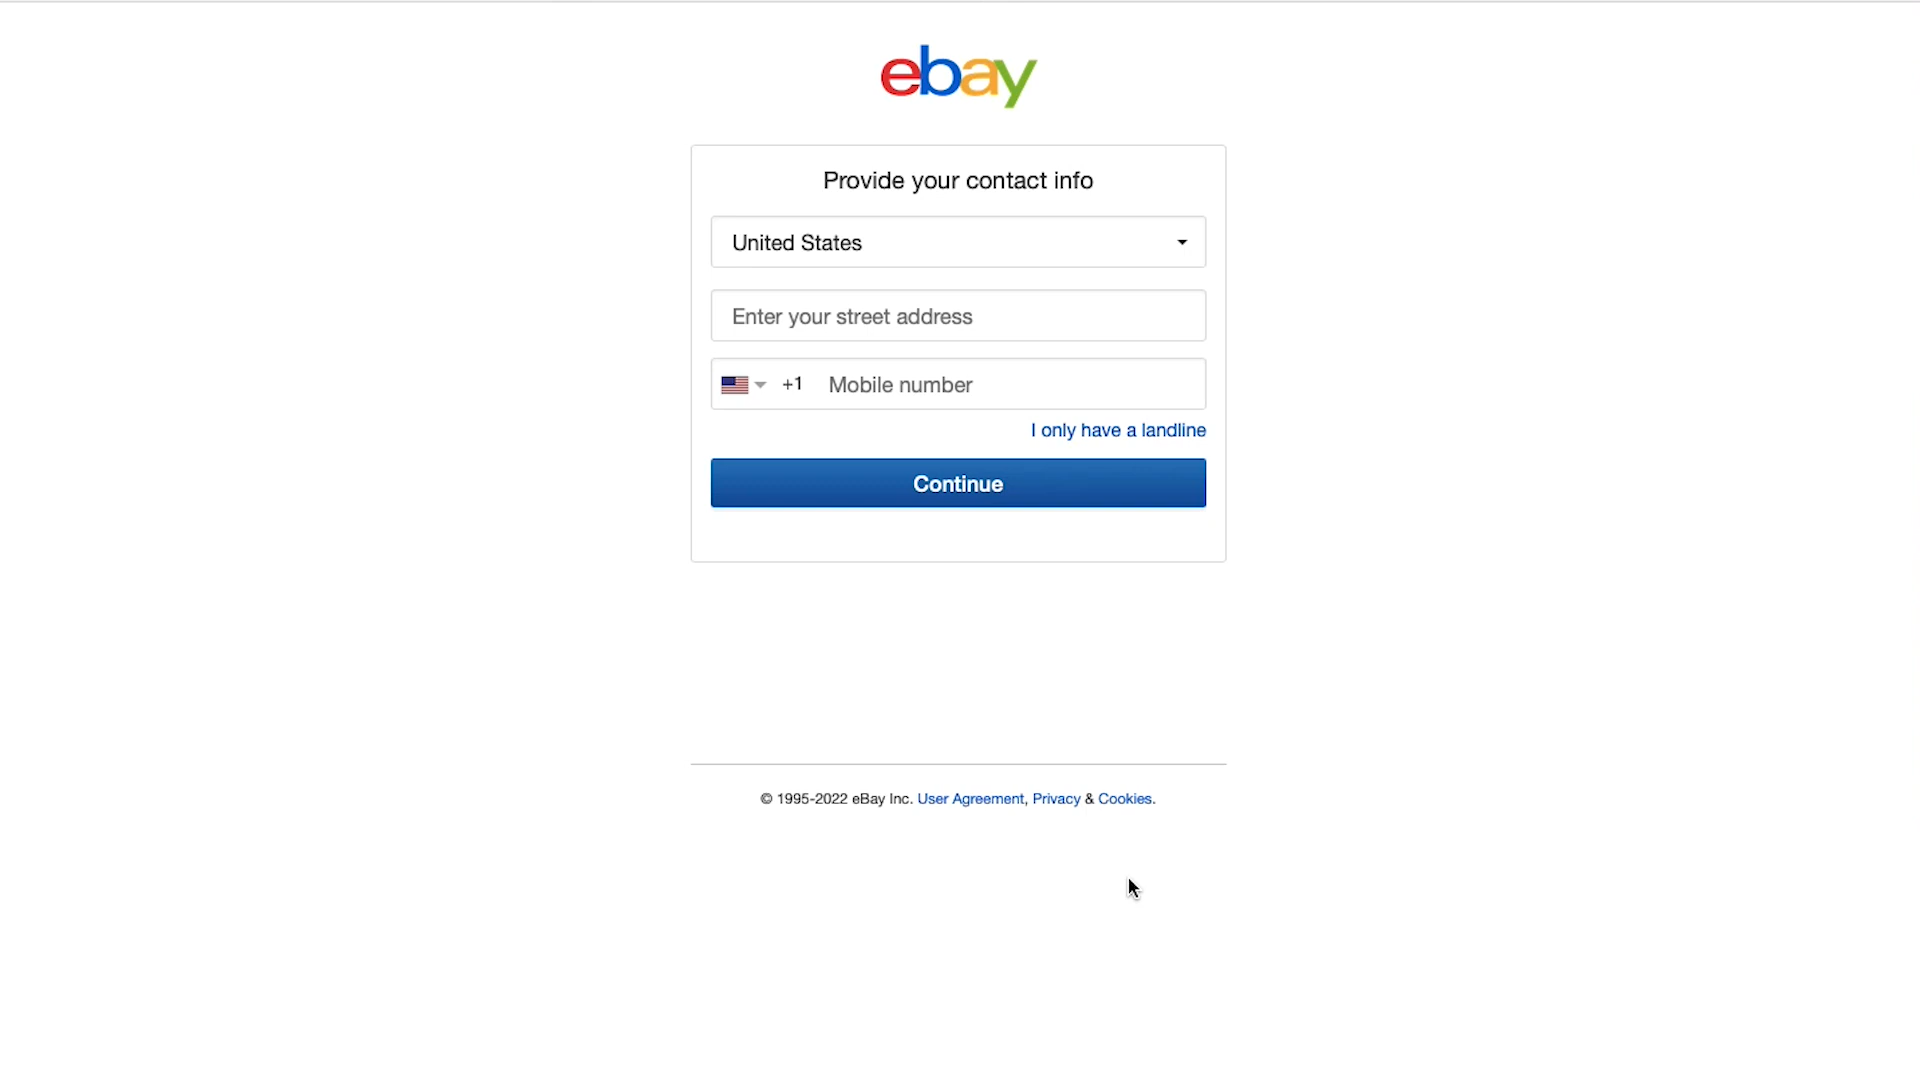 ebay
Provide your contact info
United States
Enter your street address
+1 Mobile number
I only have a landline
Continue
© 1995-2022 eBay Inc. User Agreement, Privacy & Cookies.